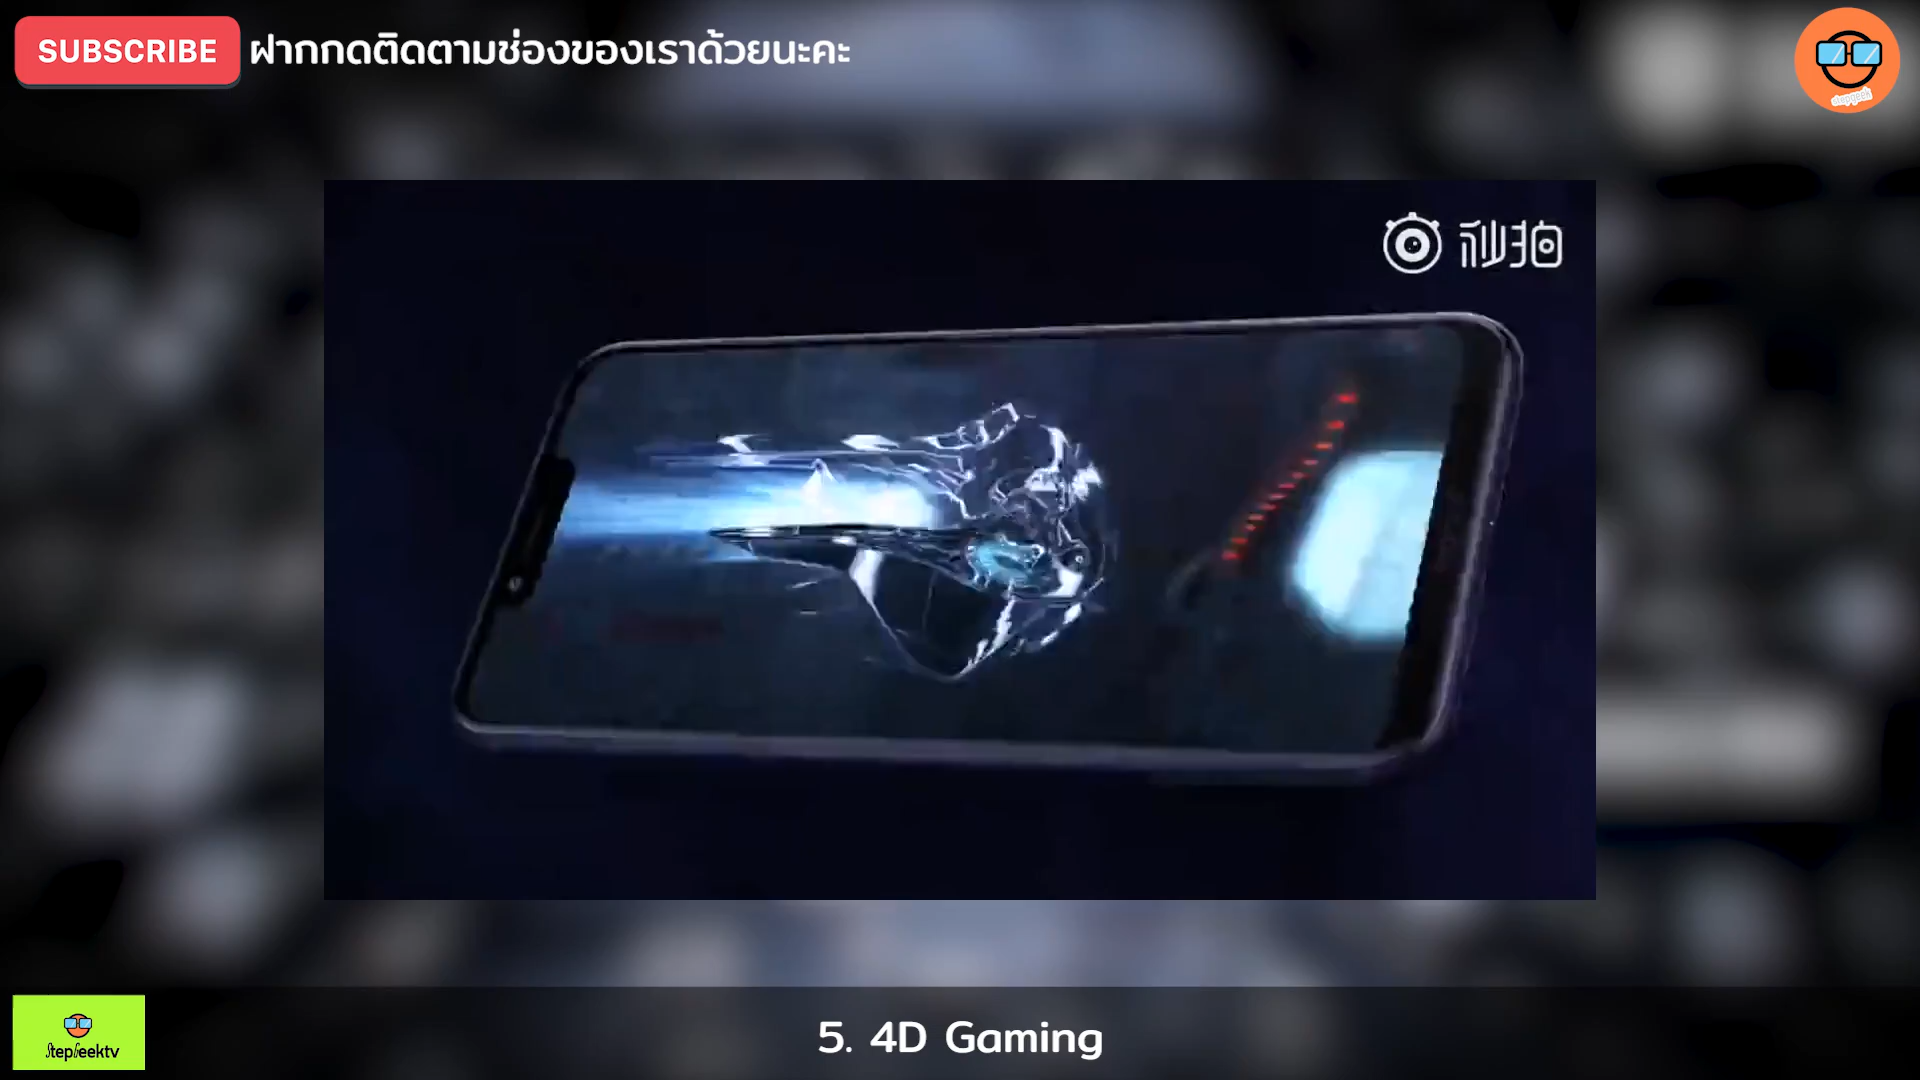 SUBSCRIBE ฝากกดติดตามช่องของเราด้วยนะคะ
stepgeek
秒拍
StepGeektv
5. 4D Gaming